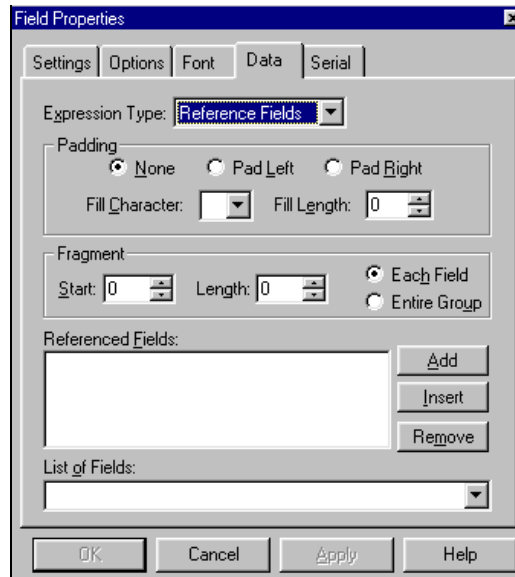 Field Properties
Settings Options Font Data Serial
Expression Type: Reference Fields
Padding
None Pad Left Pad Right
Fill Character: Fill Length: 0
Fragment
Start: 0 Length: 0 Each Field
Entire Group
Referenced Fields:
Add
Insert
Remove
List of Fields:
OK Cancel Apply Help